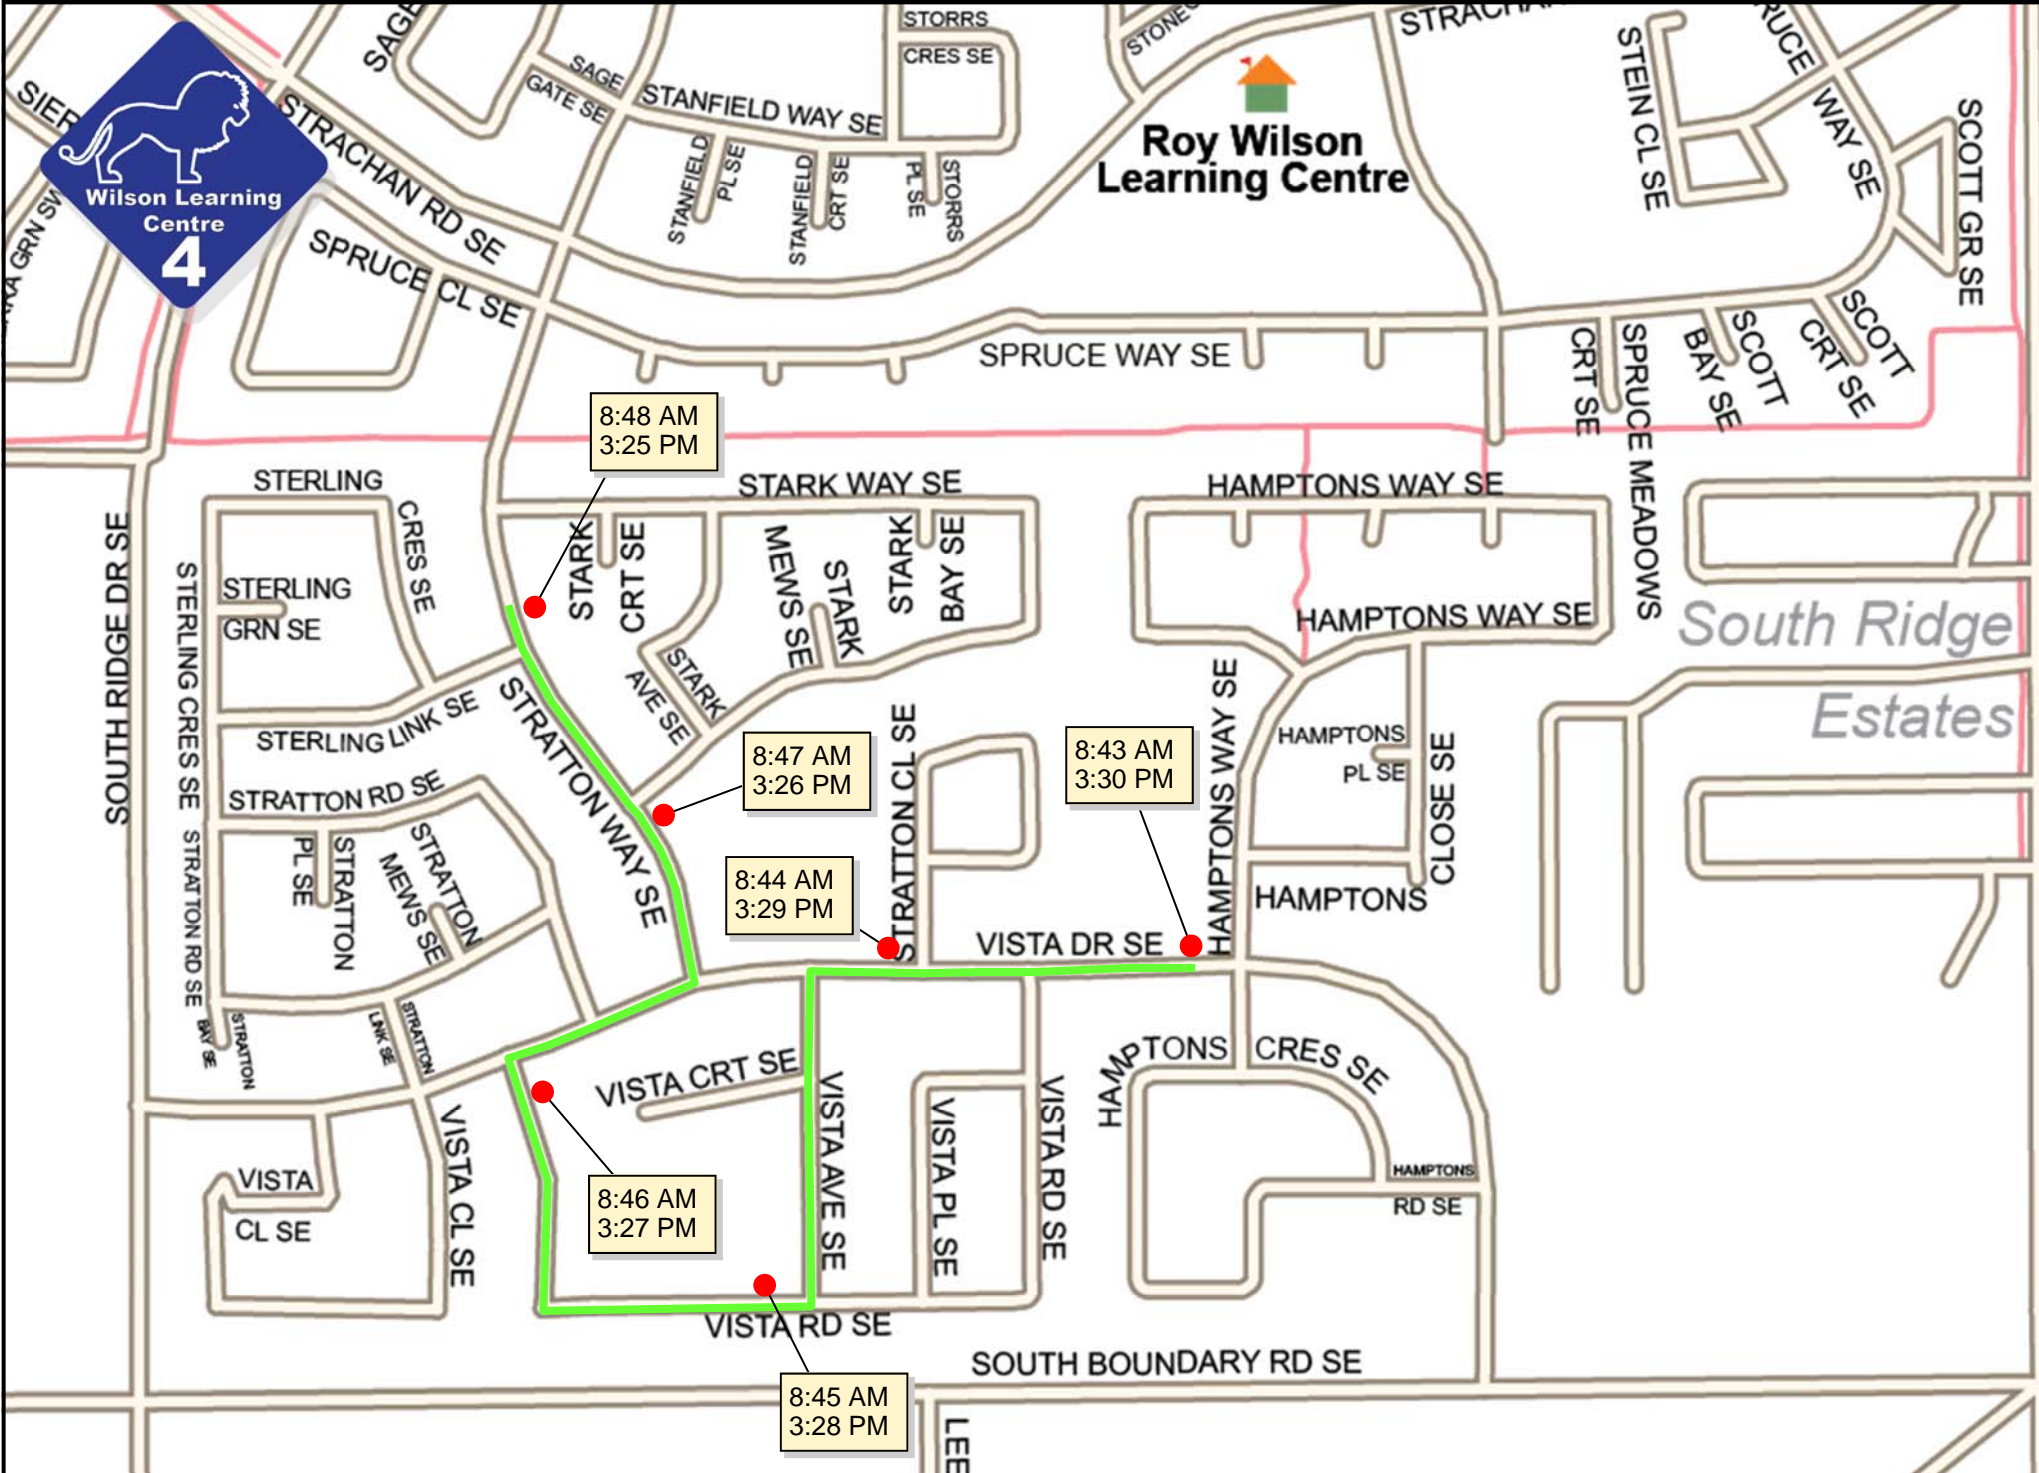 SAGE
STORRS
CRES SE
STRACHAN
STEIN CL SE
WAY SE
SCOTT GR SE
SAGE
GATE SE
STANFIELD WAY SE
STANFIELD
PL SE
STANFIELD
CRT SE
PL SE
STORRS
Roy Wilson
Learning Centre
Wilson Learning
Centre
4
STRACHAN RD SE
SPRUCE CL SE
SPRUCE WAY SE
CRT SE
SPRUCE MEADOWS
BAY SE
SCOTT
CRT SE
SCOTT
8:48 AM
3:25 PM
STERLING
CRES SE
STARK WAY SE
HAMPTONS WAY SE
SOUTH RIDGE DR SE
STERLING CRES SE
STERLING
GRN SE
STARK
CRT SE
MEWS SE
STARK
STARK
BAY SE
HAMPTONS WAY SE
South Ridge
Estates
STARK
AVE SE
STERLING LINK SE
STRATTON WAY SE
STRATTON CL SE
HAMPTONS WAY SE
HAMPTONS
PL SE
CLOSE SE
HAMPTONS
8:47 AM
3:26 PM
8:43 AM
3:30 PM
STRATTON RD SE
STRATTON RD SE
PL SE
STRATTON
MEWS SE
STRATTON
8:44 AM
3:29 PM
VISTA DR SE
BAY SE
STRATTON
LINK SE
STRATTON
VISTA CRT SE
HAMPTONS
CRES SE
VISTA CL SE
VISTA AVE SE
VISTA PL SE
VISTA RD SE
HAMPTONS
RD SE
VISTA
CL SE
8:46 AM
3:27 PM
VISTA RD SE
SOUTH BOUNDARY RD SE
8:45 AM
3:28 PM
LEE